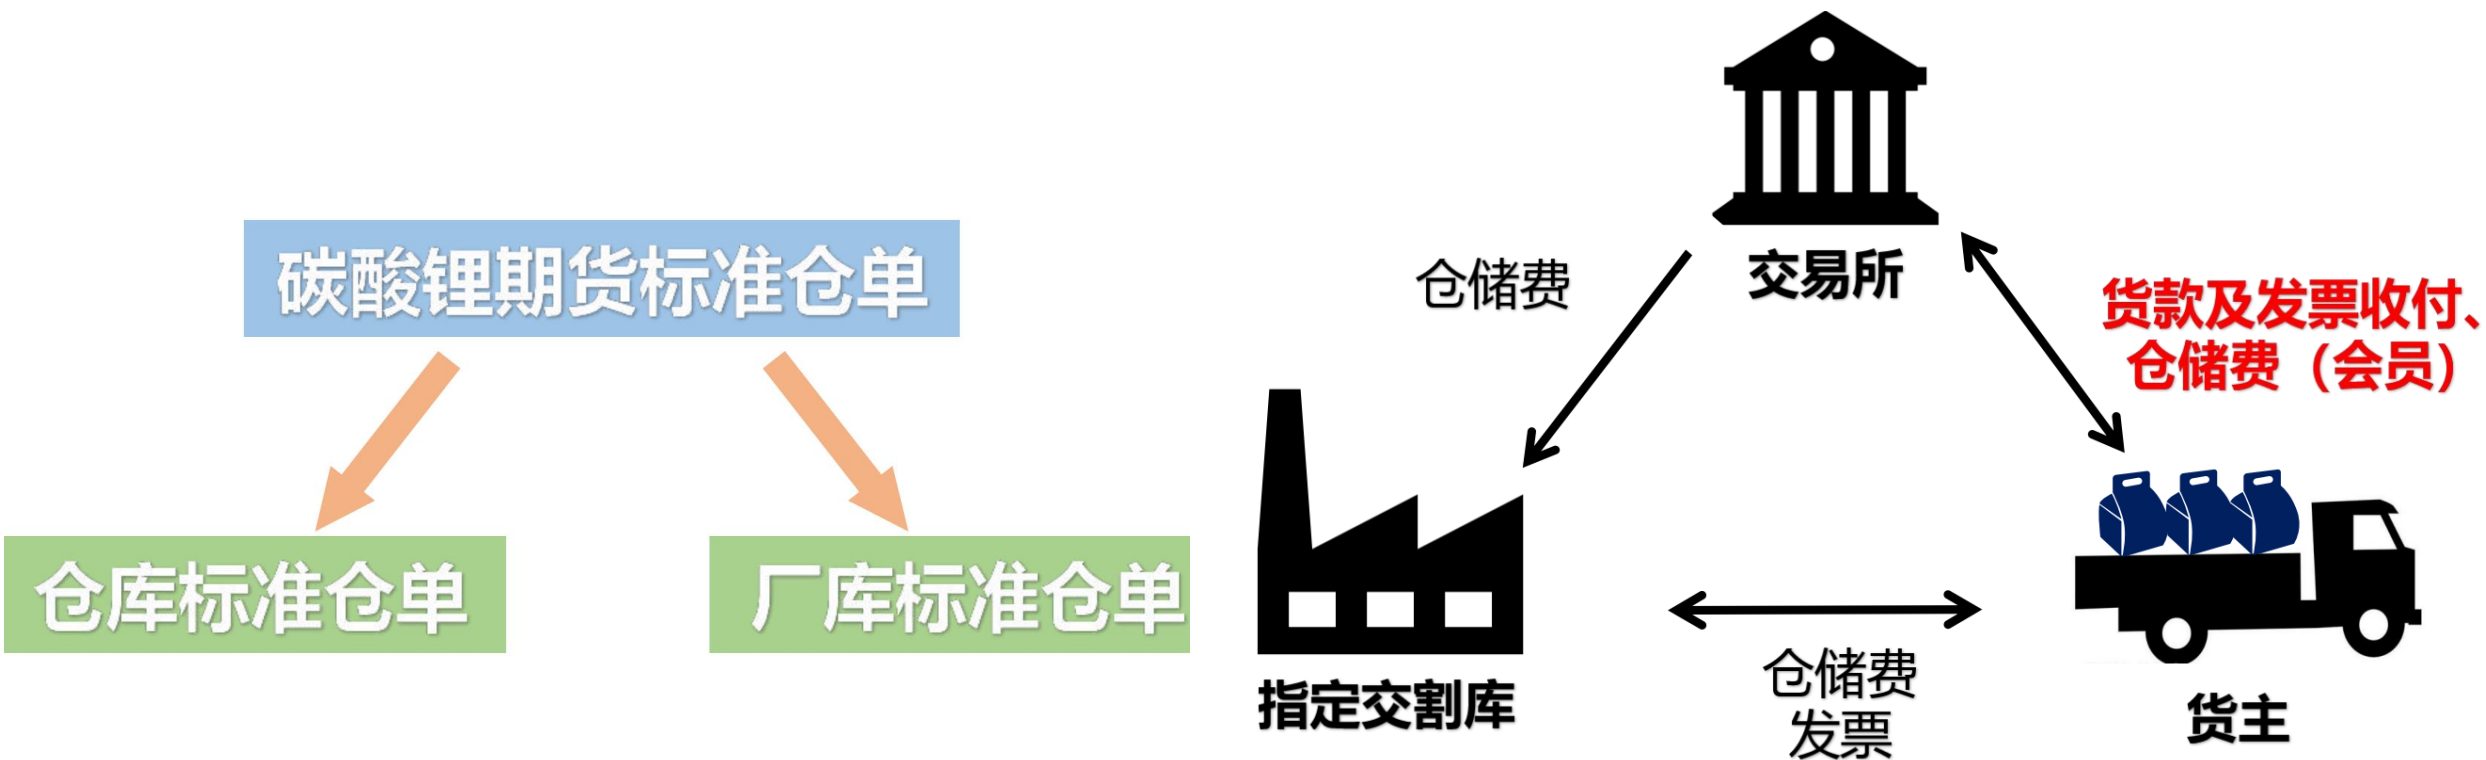 碳酸锂期货标准仓单
仓库标准仓单
厂库标准仓单
交易所
仓储费
货款及发票收付、
仓储费（会员）
指定交割库
仓储费
发票
货主